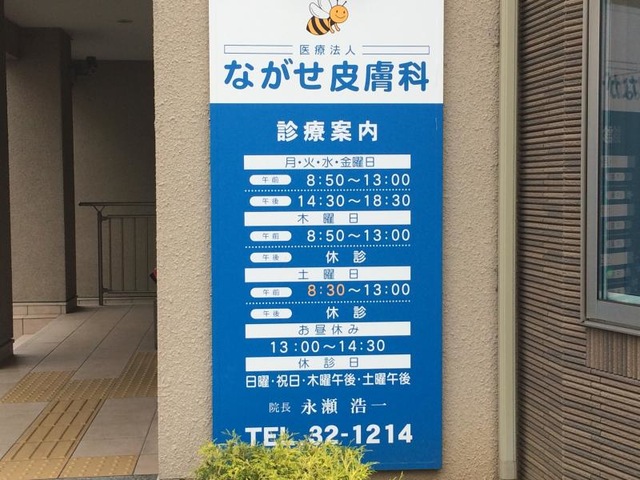 医療法人
ながせ皮膚科
診療案内
月・火・水・金曜日
午前 8:50～13:00
午後 14:30～18:30
木曜日
午前 8:50～13:00
午後 休診
土曜日
午前 8:30～13:00
午後 休診
お昼休み
13:00～14:30
休診日
日曜・祝日・木曜午後・土曜午後
院長 永瀬 浩一
TEL 32-1214